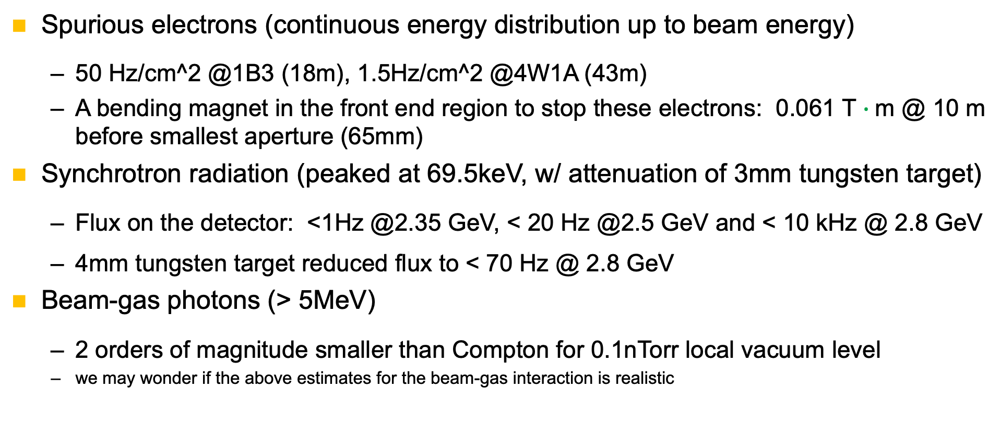 Spurious electrons (continuous energy distribution up to beam energy)
– 50 Hz/cm^2 @1B3 (18m), 1.5Hz/cm^2 @4W1A (43m)
– A bending magnet in the front end region to stop these electrons: 0.061 T · m @ 10 m
before smallest aperture (65mm)
Synchrotron radiation (peaked at 69.5keV, w/ attenuation of 3mm tungsten target)
– Flux on the detector: <1Hz @2.35 GeV, < 20 Hz @2.5 GeV and < 10 kHz @ 2.8 GeV
– 4mm tungsten target reduced flux to < 70 Hz @ 2.8 GeV
Beam-gas photons (> 5MeV)
– 2 orders of magnitude smaller than Compton for 0.1nTorr local vacuum level
– we may wonder if the above estimates for the beam-gas interaction is realistic